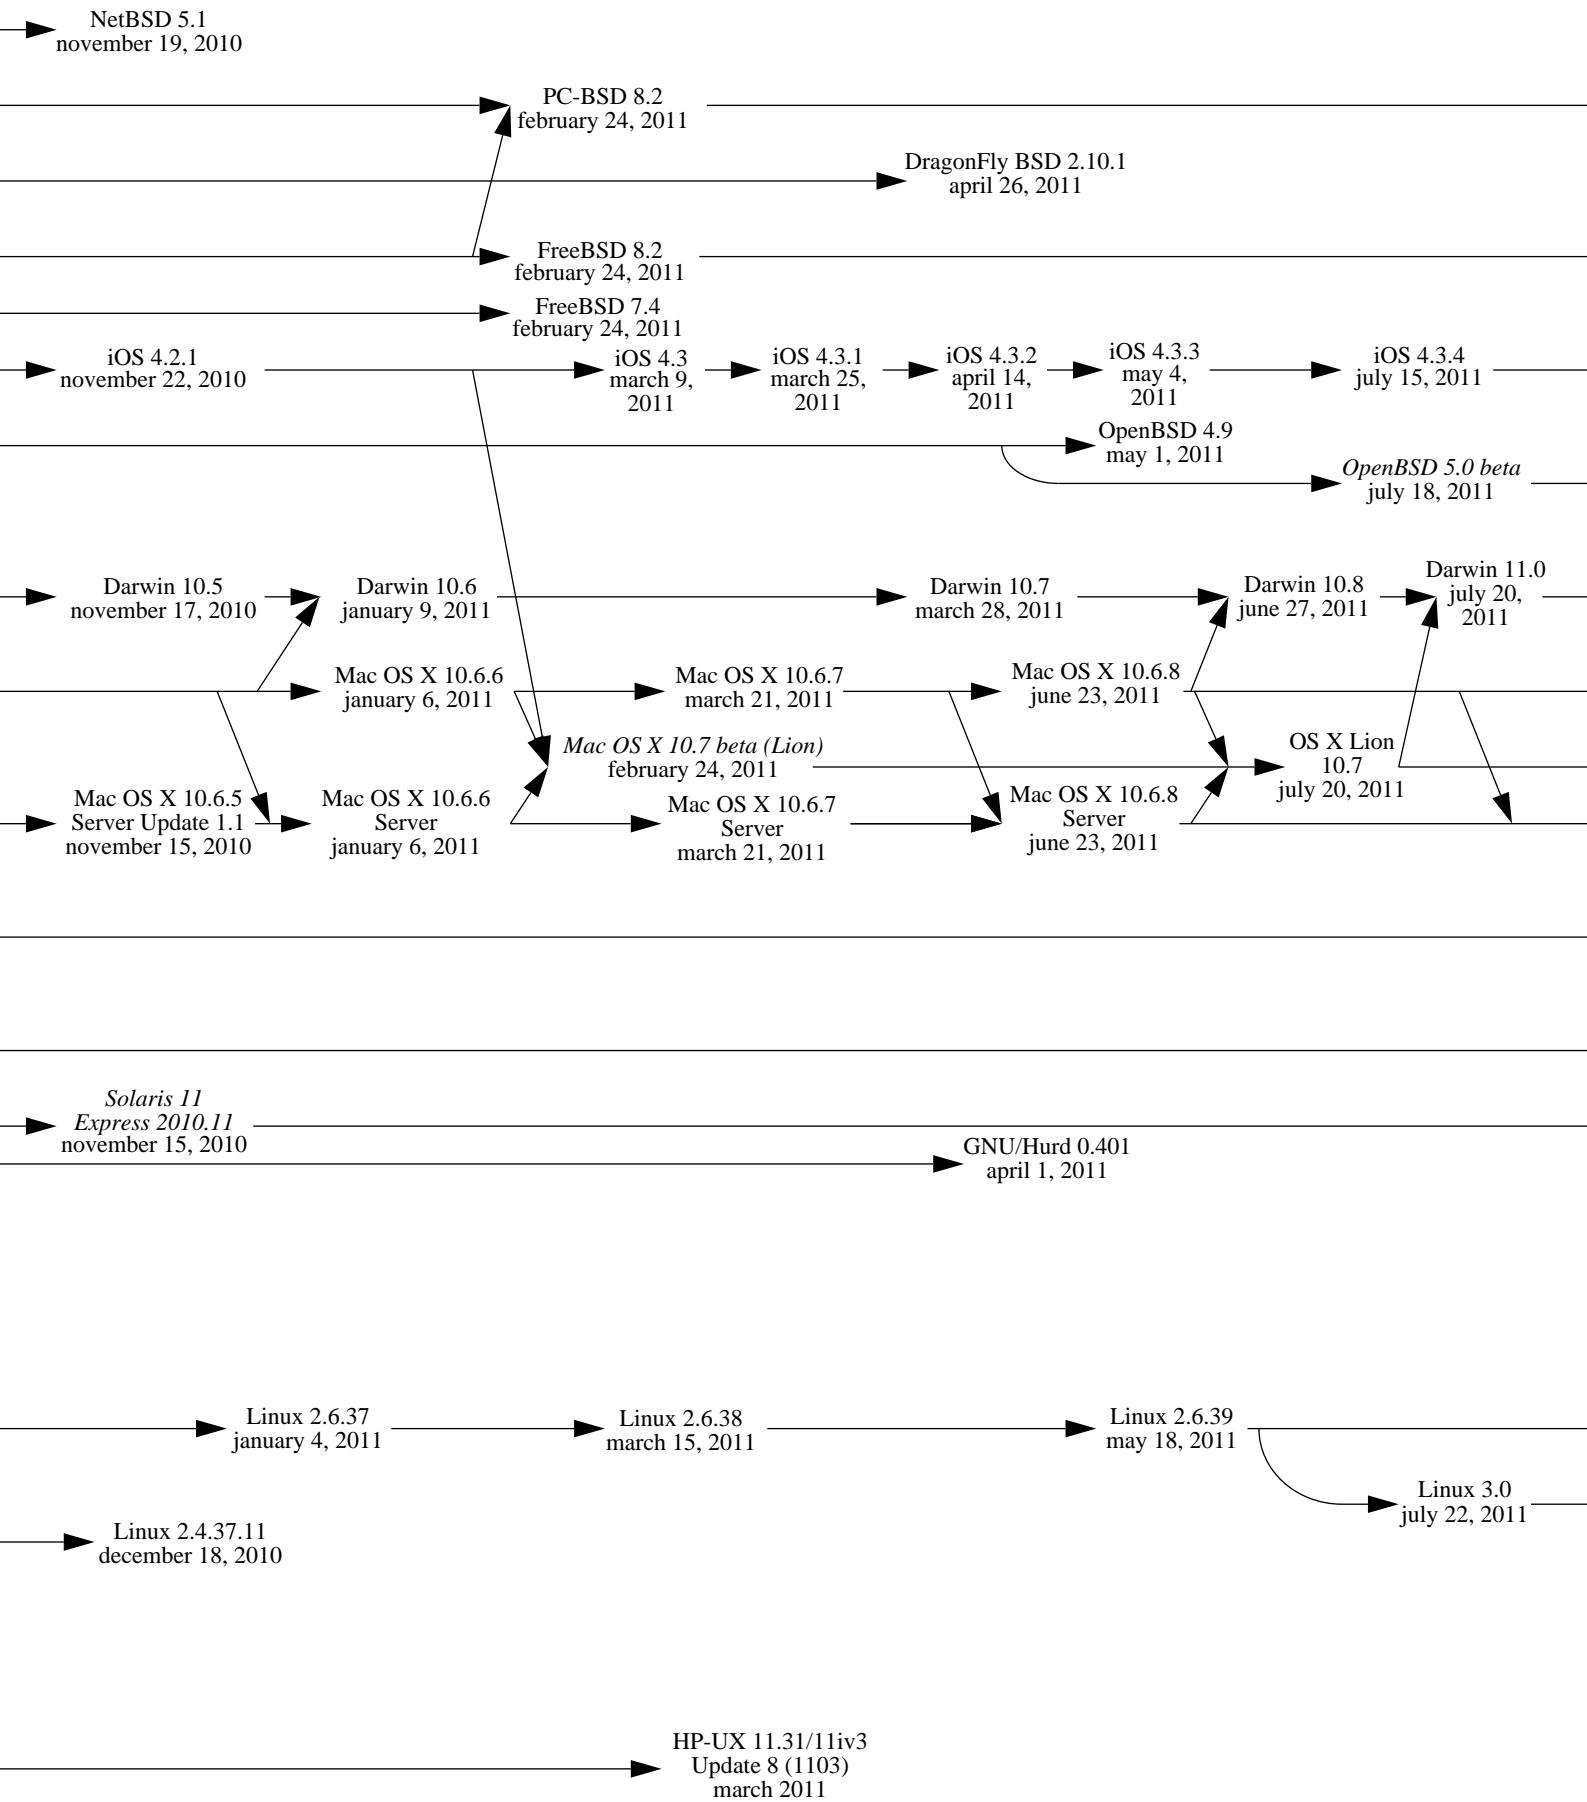 NetBSD 5.1
november 19, 2010
PC-BSD 8.2
february 24, 2011
DragonFly BSD 2.10.1
april 26, 2011
FreeBSD 8.2
february 24, 2011
FreeBSD 7.4
february 24, 2011
iOS 4.2.1
november 22, 2010
iOS 4.3
march 9,
2011
iOS 4.3.1
march 25,
2011
iOS 4.3.2
april 14,
2011
iOS 4.3.3
may 4,
2011
iOS 4.3.4
july 15, 2011
OpenBSD 4.9
may 1, 2011
OpenBSD 5.0 beta
july 18, 2011
Darwin 10.5
november 17, 2010
Darwin 10.6
january 9, 2011
Darwin 10.7
march 28, 2011
Darwin 10.8
june 27, 2011
Darwin 11.0
july 20,
2011
Mac OS X 10.6.6
january 6, 2011
Mac OS X 10.6.7
march 21, 2011
Mac OS X 10.6.8
june 23, 2011
Mac OS X 10.7 beta (Lion)
february 24, 2011
OS X Lion
10.7
july 20, 2011
Mac OS X 10.6.5
Server Update 1.1
november 15, 2010
Mac OS X 10.6.6
Server
january 6, 2011
Mac OS X 10.6.7
Server
march 21, 2011
Mac OS X 10.6.8
Server
june 23, 2011
Solaris 11
Express 2010.11
november 15, 2010
GNU/Hurd 0.401
april 1, 2011
Linux 2.6.37
january 4, 2011
Linux 2.6.38
march 15, 2011
Linux 2.6.39
may 18, 2011
Linux 3.0
july 22, 2011
Linux 2.4.37.11
december 18, 2010
HP-UX 11.31/11iv3
Update 8 (1103)
march 2011